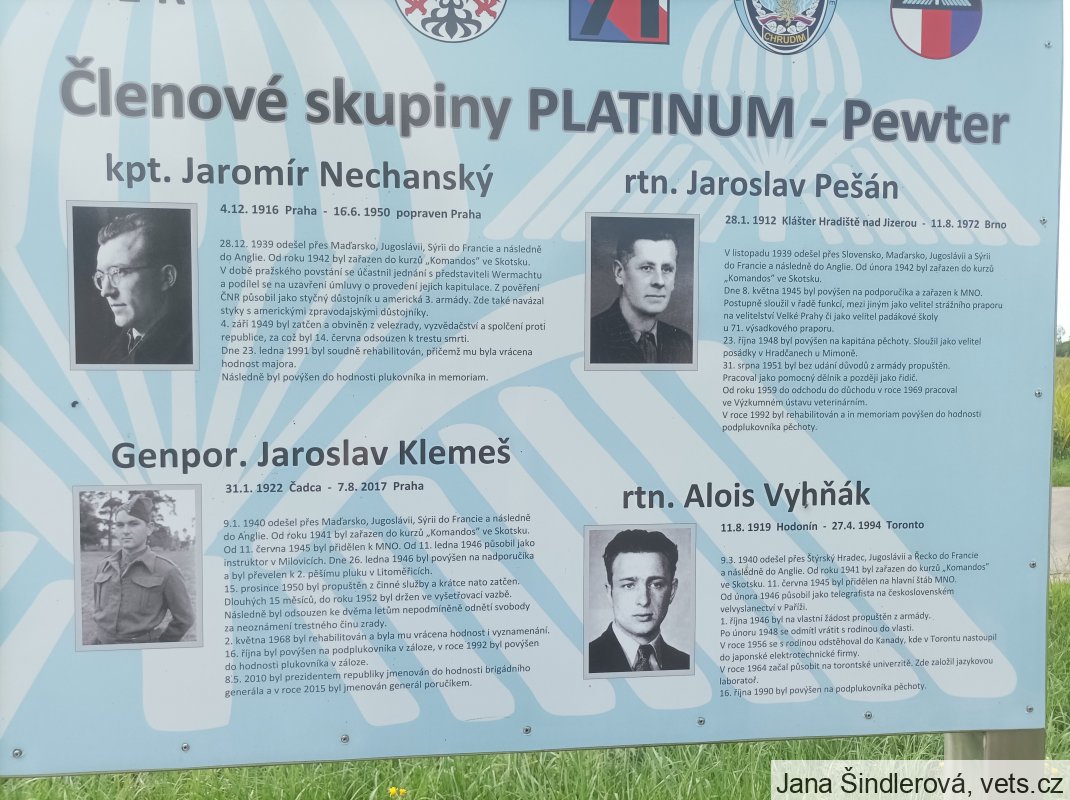 CHRUDIM
Členové skupiny PLATINUM - Pewter
kpt. Jaromír Nechanský
4.12. 1916 Praha - 16.6. 1950 popraven Praha
28.12. 1939 odešel přes Maďarsko, Jugoslávii, Sýrii do Francie a následně
do Anglie. Od roku 1942 byl zařazen do kurzů „Komandos" ve Skotsku.
V době pražského povstání se účastnil jednání s představiteli Wermachtu
a podílel se na uzavření úmluvy o provedení jejich kapitulace. Z pověření
ČNR působil jako styčný důstojník u americká 3. armády. Zde také navázal
styky s americkými zpravodajskými důstojníky.
4. září 1949 byl zatčen a obviněn z velezrady, vyzvědačství a spolčení proti
republice, za což byl 14. června odsouzen k trestu smrti.
Dne 23. ledna 1991 byl soudně rehabilitován, přičemž mu byla vrácena
hodnost majora.
Následně byl povýšen do hodnosti plukovníka in memoriam.
rtn. Jaroslav Pešán
28.1. 1912 Klášter Hradiště nad Jizerou - 11.8. 1972 Brno
V listopadu 1939 odešel přes Slovensko, Maďarsko, Jugoslávii a Sýrii
do Francie a následně do Anglie. Od února 1942 byl zařazen do kurzů
„Komandos" ve Skotsku.
Dne 8. května 1945 byl povýšen na podporučíka a zařazen k MNO.
Postupně sloužil v řadě funkcí, mezi jiným jako velitel strážního praporu
na velitelství Velké Prahy či jako velitel padákové školy
u 71. výsadkového praporu.
23. října 1948 byl povýšen na kapitána pěchoty. Sloužil jako velitel
posádky v Hradčanech u Mimoně.
31. srpna 1951 byl bez udání důvodů z armády propuštěn.
Pracoval jako pomocný dělník a později jako řidič.
Od roku 1959 do odchodu do důchodu v roce 1969 pracoval
ve Výzkumném ústavu veterinárním.
V roce 1992 byl rehabilitován a in memoriam povýšen do hodnosti
podplukovníka pěchoty.
Genpor. Jaroslav Klemeš
31.1. 1922 Čadca - 7.8. 2017 Praha
9.1. 1940 odešel přes Maďarsko, Jugoslávii, Sýrii do Francie a následně
do Anglie. Od roku 1941 byl zařazen do kurzů „Komandos" ve Skotsku.
Od 11. června 1945 byl přidělen k MNO. Od 11. ledna 1946 působil jako
instruktor v Milovicích. Dne 26. ledna 1946 byl povýšen na nadporučíka
a byl převelen k 2. pěšímu pluku v Litoměřicích.
15. prosince 1950 byl propuštěn z činné služby a krátce nato zatčen.
Dlouhých 15 měsíců, do roku 1952 byl držen ve vyšetřovací vazbě.
Následně byl odsouzen ke dvěma letům nepodmíněně odnětí svobody
za neoznámení trestného činu zrady.
2. května 1968 byl rehabilitován a byla mu vrácena hodnost i vyznamenání.
16. října byl povýšen na podplukovníka v záloze, v roce 1992 byl povýšen
do hodnosti plukovníka v záloze.
8.5. 2010 byl prezidentem republiky jmenován do hodnosti brigádního
generála a v roce 2015 byl jmenován generál poručíkem.
rtn. Alois Vyhňák
11.8. 1919 Hodonín - 27.4. 1994 Toronto
9.3. 1940 odešel přes Štýrský Hradec, Jugoslávii a Řecko do Francie
a následně do Anglie. Od roku 1941 byl zařazen do kurzů „Komandos"
ve Skotsku. 11. června 1945 byl přidělen na hlavní štáb MNO.
Od února 1946 působil jako telegrafista na československém
velvyslanectví v Paříži.
1. října 1946 byl na vlastní žádost propuštěn z armády.
Po únoru 1948 se odmítl vrátit s rodinou do vlasti.
V roce 1956 se s rodinou odstěhoval do Kanady, kde v Torontu nastoupil
do japonské elektrotechnické firmy.
V roce 1964 začal působit na torontské univerzitě. Zde založil jazykovou
laboratoř.
16. října 1990 byl povýšen na podplukovníka pěchoty.
Jana Šindlerová, vets.cz